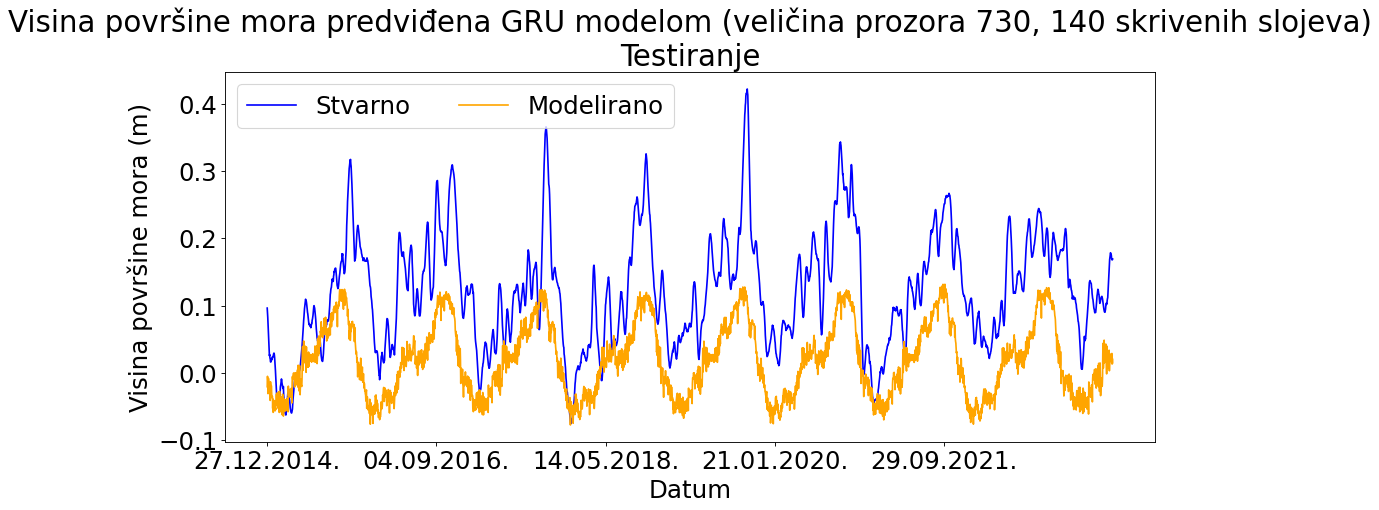 Visina površine mora predviđena GRU modelom (veličina prozora 730, 140 skrivenih slojeva)
Testiranje
Stvarno
Modelirano
Visina površine mora (m)
0.4
0.3
0.2
0.1
0.0
−0.1
27.12.2014.
04.09.2016.
14.05.2018.
21.01.2020.
29.09.2021.
Datum